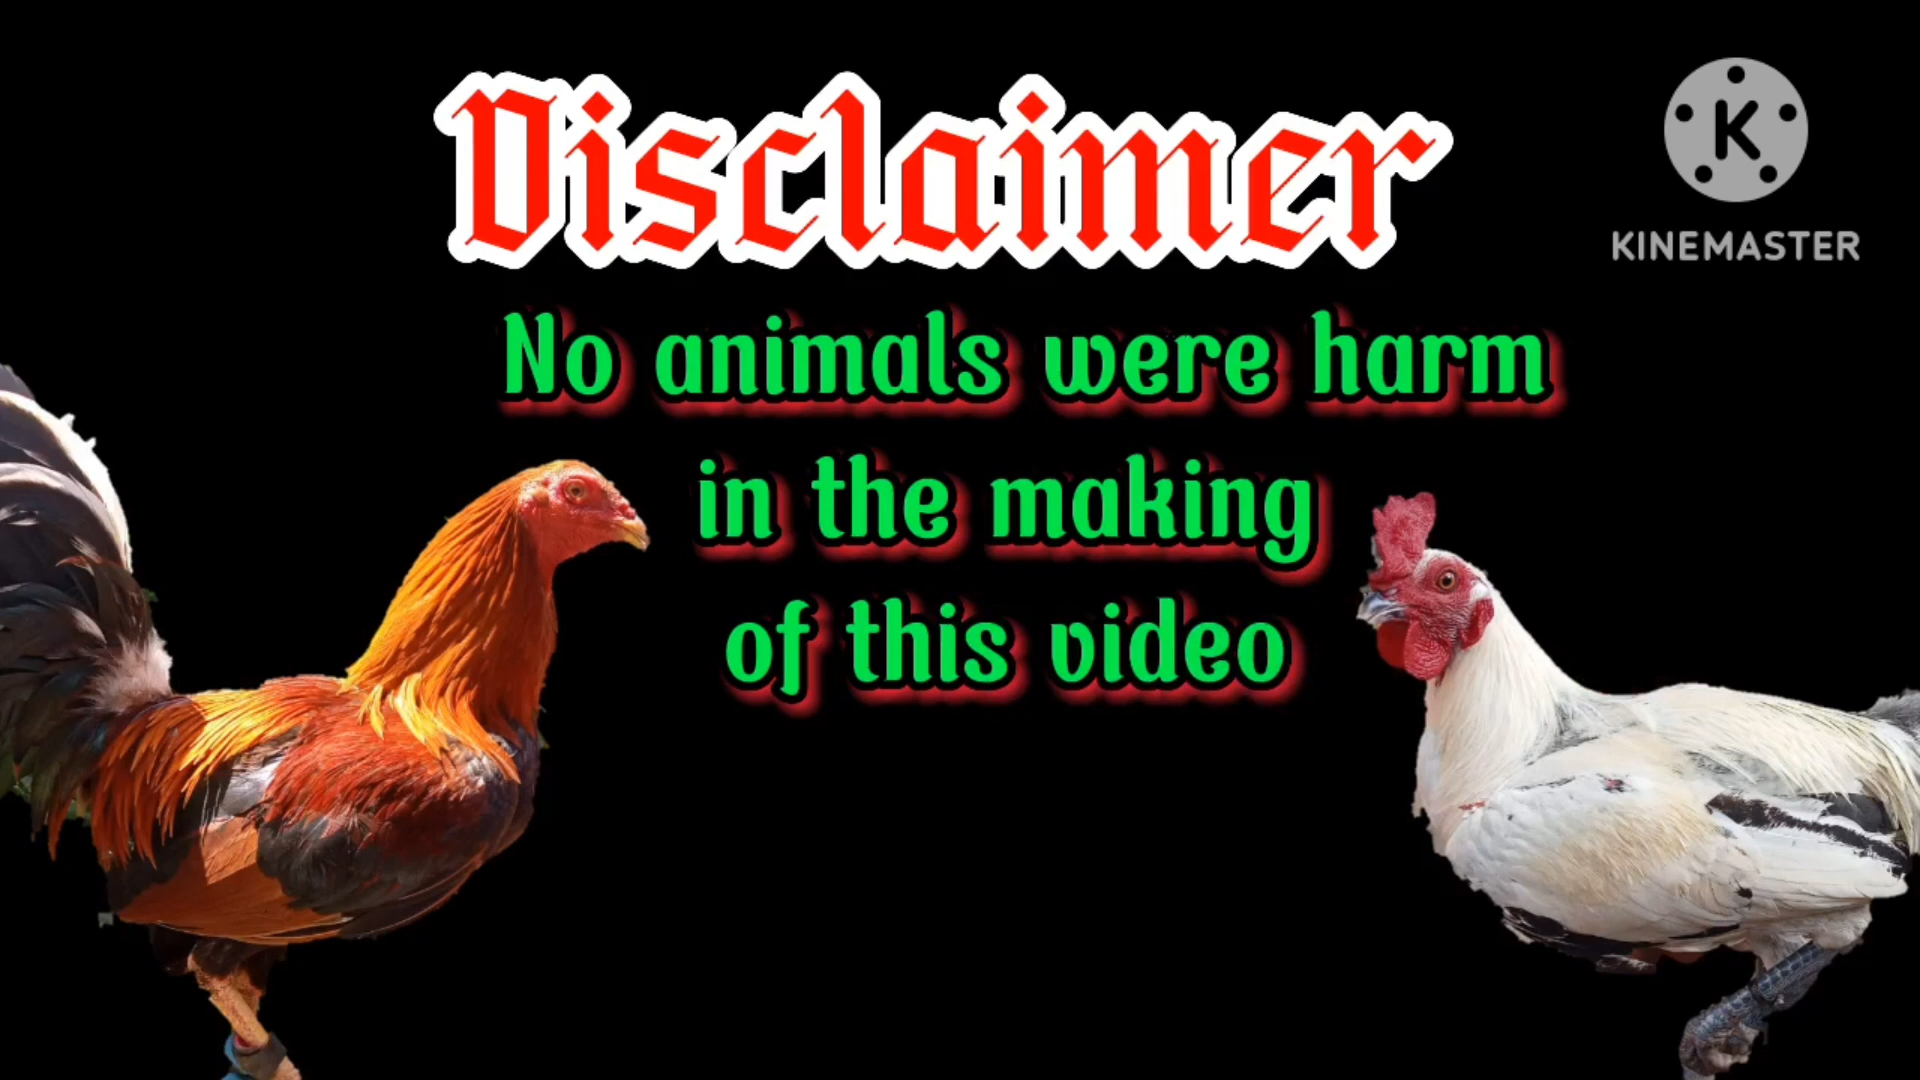 Disclaimer
K
KINEMASTER
No animals were harm
in the making
of this video